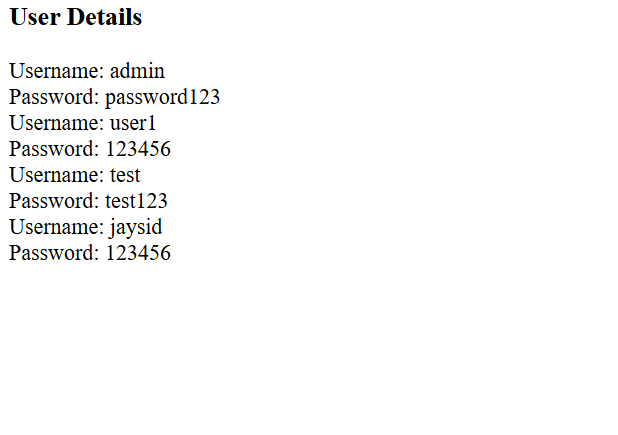 User Details
Username: admin
Password: password123
Username: user1
Password: 123456
Username: test
Password: test123
Username: jaysid
Password: 123456